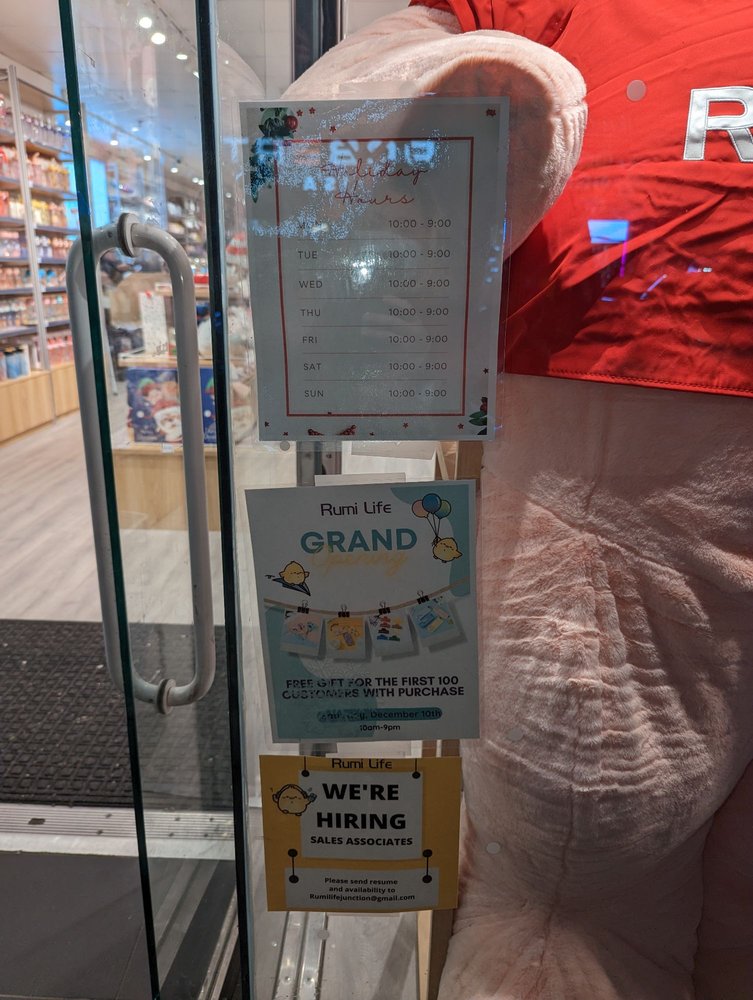 Holiday
Hours
MON 10:00 - 9:00
TUE 10:00 - 9:00
WED 10:00 - 9:00
THU 10:00 - 9:00
FRI 10:00 - 9:00
SAT 10:00 - 9:00
SUN 10:00 - 9:00
R
Rumi Life
GRAND
Opening
FREE GIFT FOR THE FIRST 100
CUSTOMERS WITH PURCHASE
Saturday, December 10th
10am-9pm
Rumi Life
WE'RE
HIRING
SALES ASSOCIATES
Please send resume
and availability to
Rumilifejunction@gmail.com